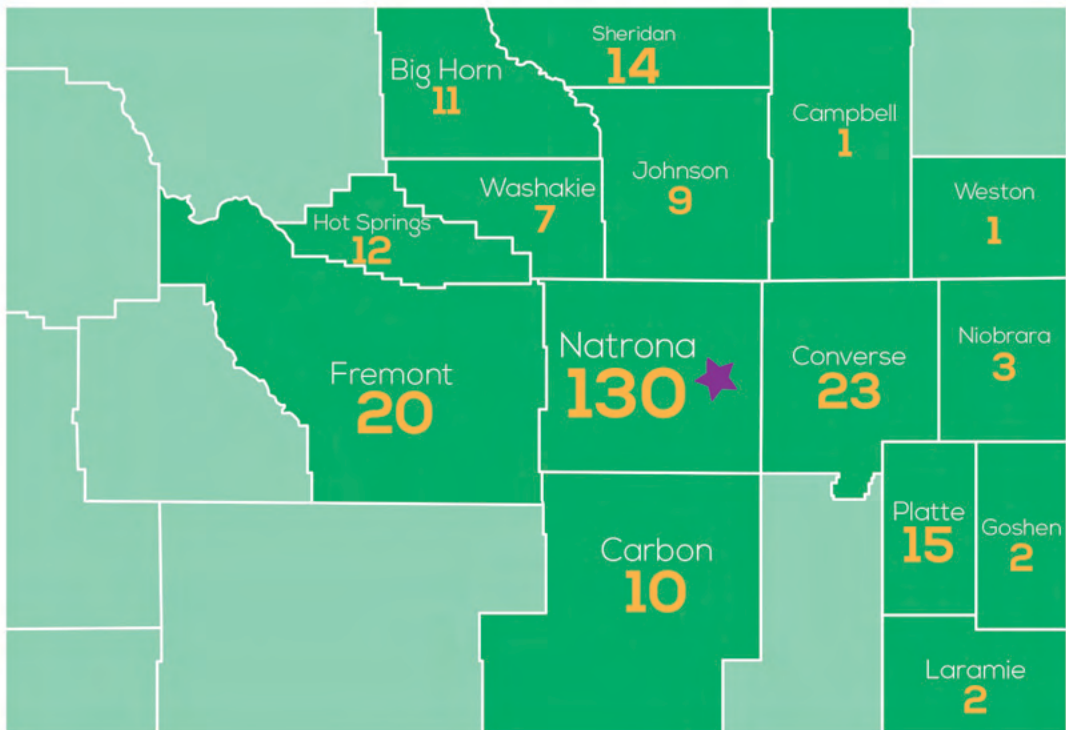 Sheridan
14
Big Horn
11
Campbell
1
Johnson
9
Washakie
7
Weston
1
Hot Springs
12
Natrona
130
Converse
23
Niobrara
3
Fremont
20
Platte
15
Goshen
2
Carbon
10
Laramie
2